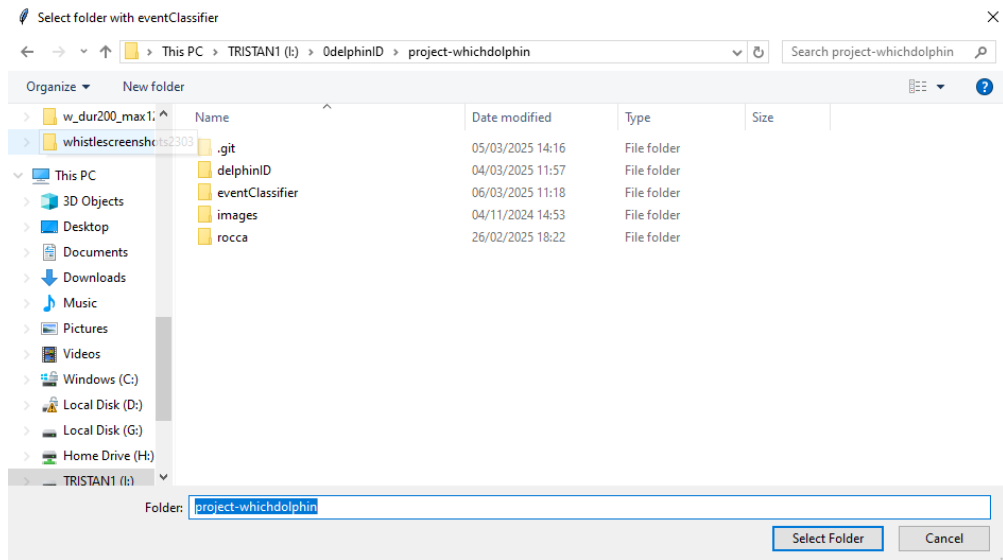 Select folder with eventClassifier
This PC > TRISTAN1 (I:) > 0delphinID > project-whichdolphin
Search project-whichdolphin
Organize
New folder
Name
Date modified
Type
Size
w_dur200_max12
whistlescreenshots2303
This PC
3D Objects
Desktop
Documents
Downloads
Music
Pictures
Videos
Windows (C:)
Local Disk (D:)
Local Disk (G:)
Home Drive (H:)
TRISTAN1 (I:)
.git 05/03/2025 14:16 File folder
delphinID 04/03/2025 11:57 File folder
eventClassifier 06/03/2025 11:18 File folder
images 04/11/2024 14:53 File folder
rocca 26/02/2025 18:22 File folder
Folder: project-whichdolphin
Select Folder
Cancel